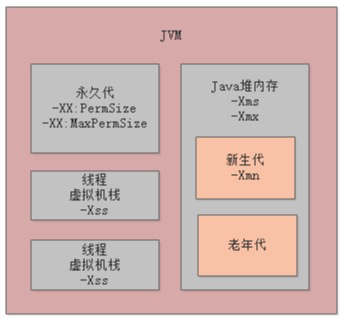 JVM
永久代
-XX:PermSize
-XX:MaxPermSize
线程
虚拟机栈
-Xss
线程
虚拟机栈
-Xss
Java堆内存
-Xms
-Xmx
新生代
-Xmn
老年代